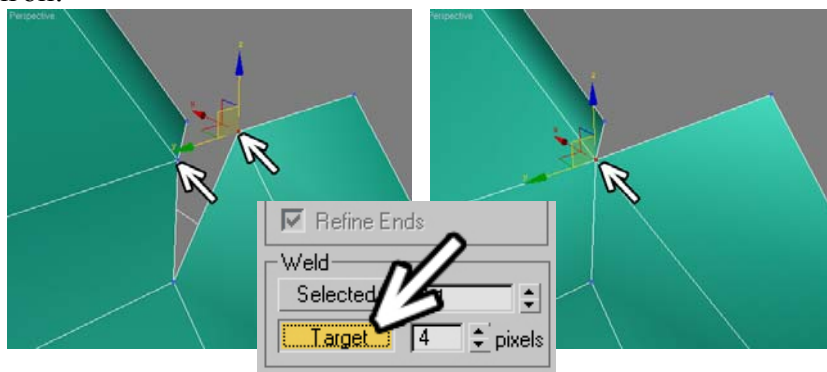 Perspective
Perspective
Refine Ends
Weld
Selected
Target
4
pixels